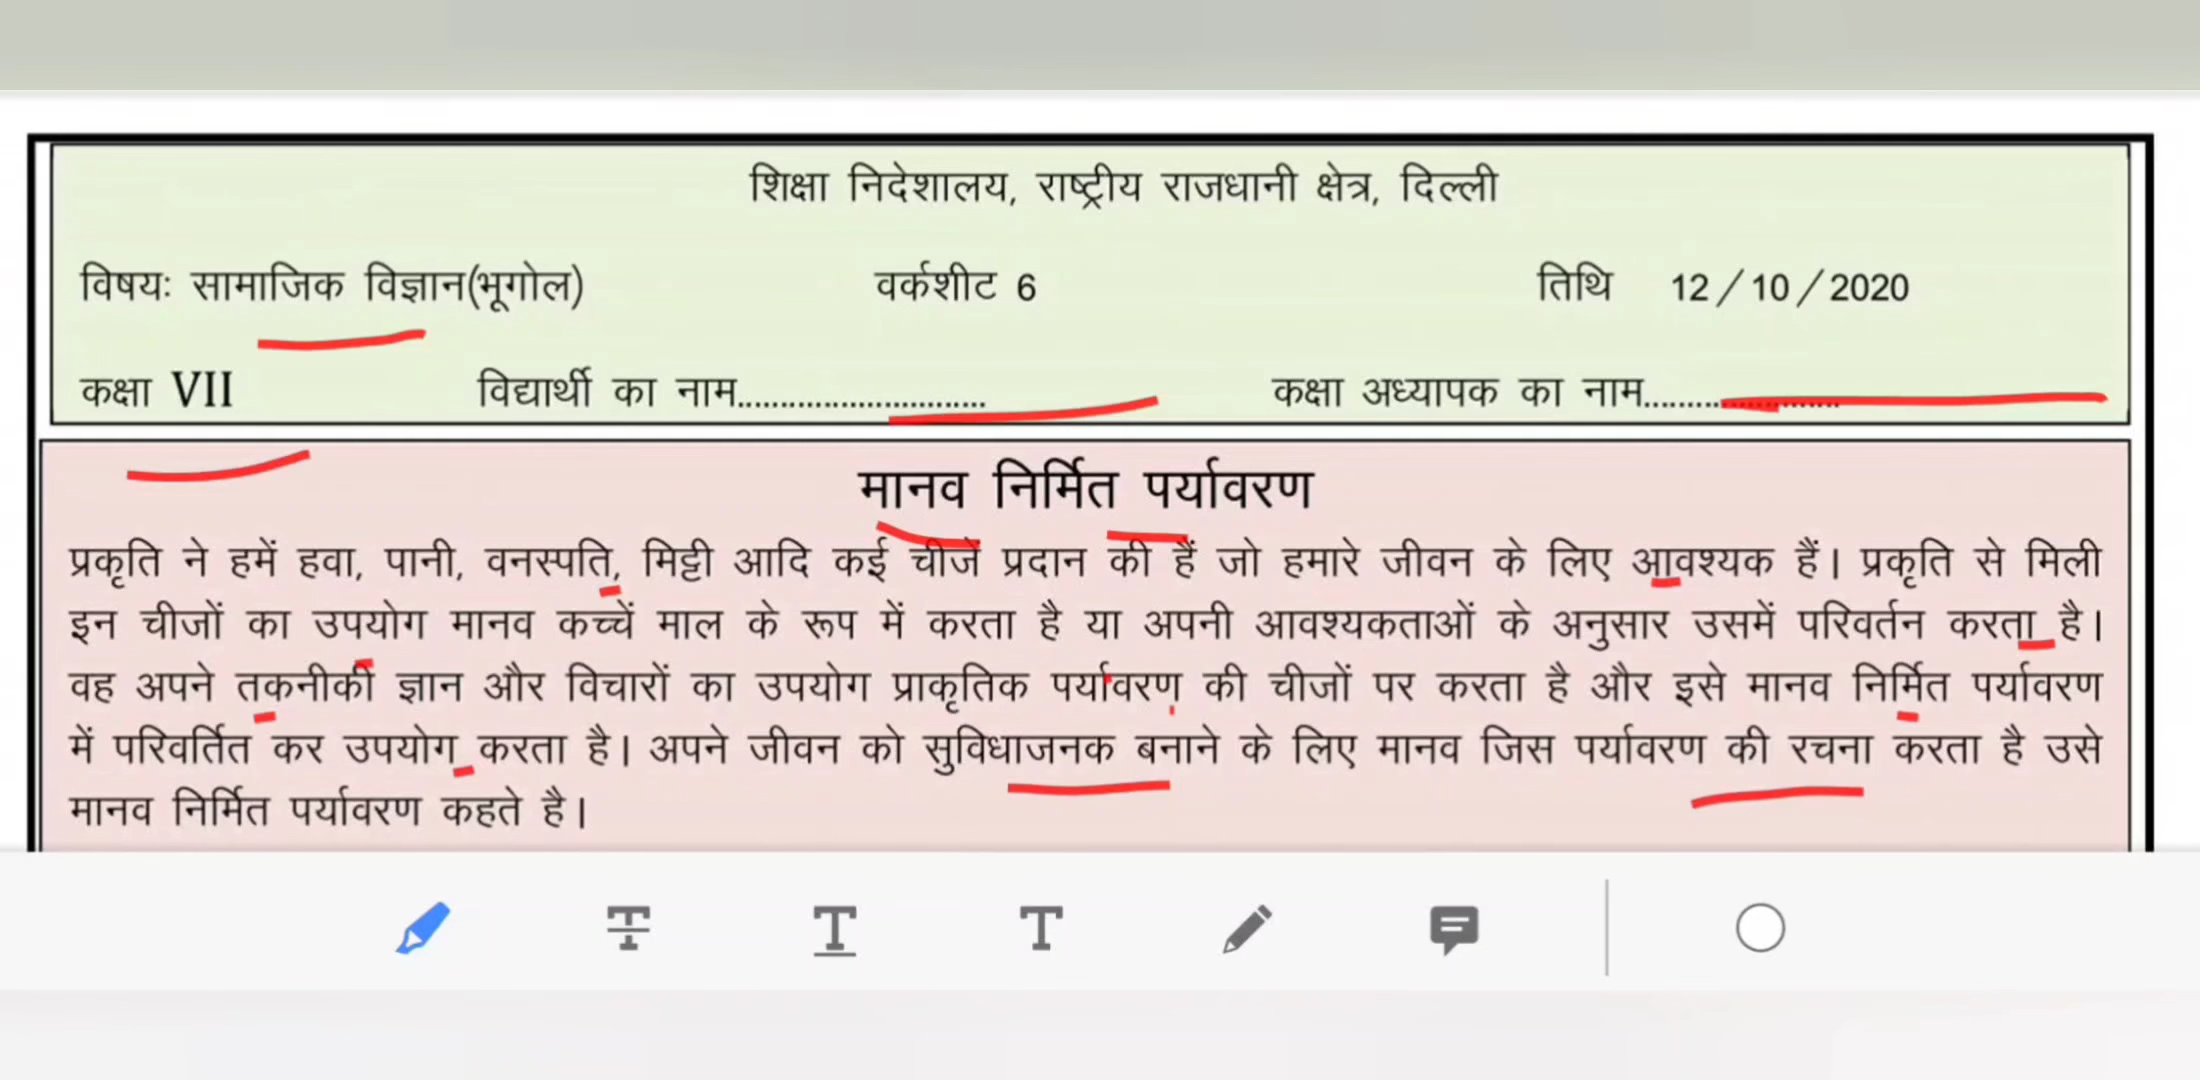 शिक्षा निदेशालय, राष्ट्रीय राजधानी क्षेत्र, दिल्ली
विषय: सामाजिक विज्ञान(भूगोल) वर्कशीट 6 तिथि 12/10/2020
कक्षा VII विद्यार्थी का नाम............................ कक्षा अध्यापक का नाम......................
मानव निर्मित पर्यावरण
प्रकृति ने हमें हवा, पानी, वनस्पति, मिट्टी आदि कई चीजें प्रदान की हैं जो हमारे जीवन के लिए आवश्यक हैं। प्रकृति से मिली
इन चीजों का उपयोग मानव कच्चें माल के रूप में करता है या अपनी आवश्यकताओं के अनुसार उसमें परिवर्तन करता है।
वह अपने तकनीकी ज्ञान और विचारों का उपयोग प्राकृतिक पर्यावरण की चीजों पर करता है और इसे मानव निर्मित पर्यावरण
में परिवर्तित कर उपयोग करता है। अपने जीवन को सुविधाजनक बनाने के लिए मानव जिस पर्यावरण की रचना करता है उसे
मानव निर्मित पर्यावरण कहते है।